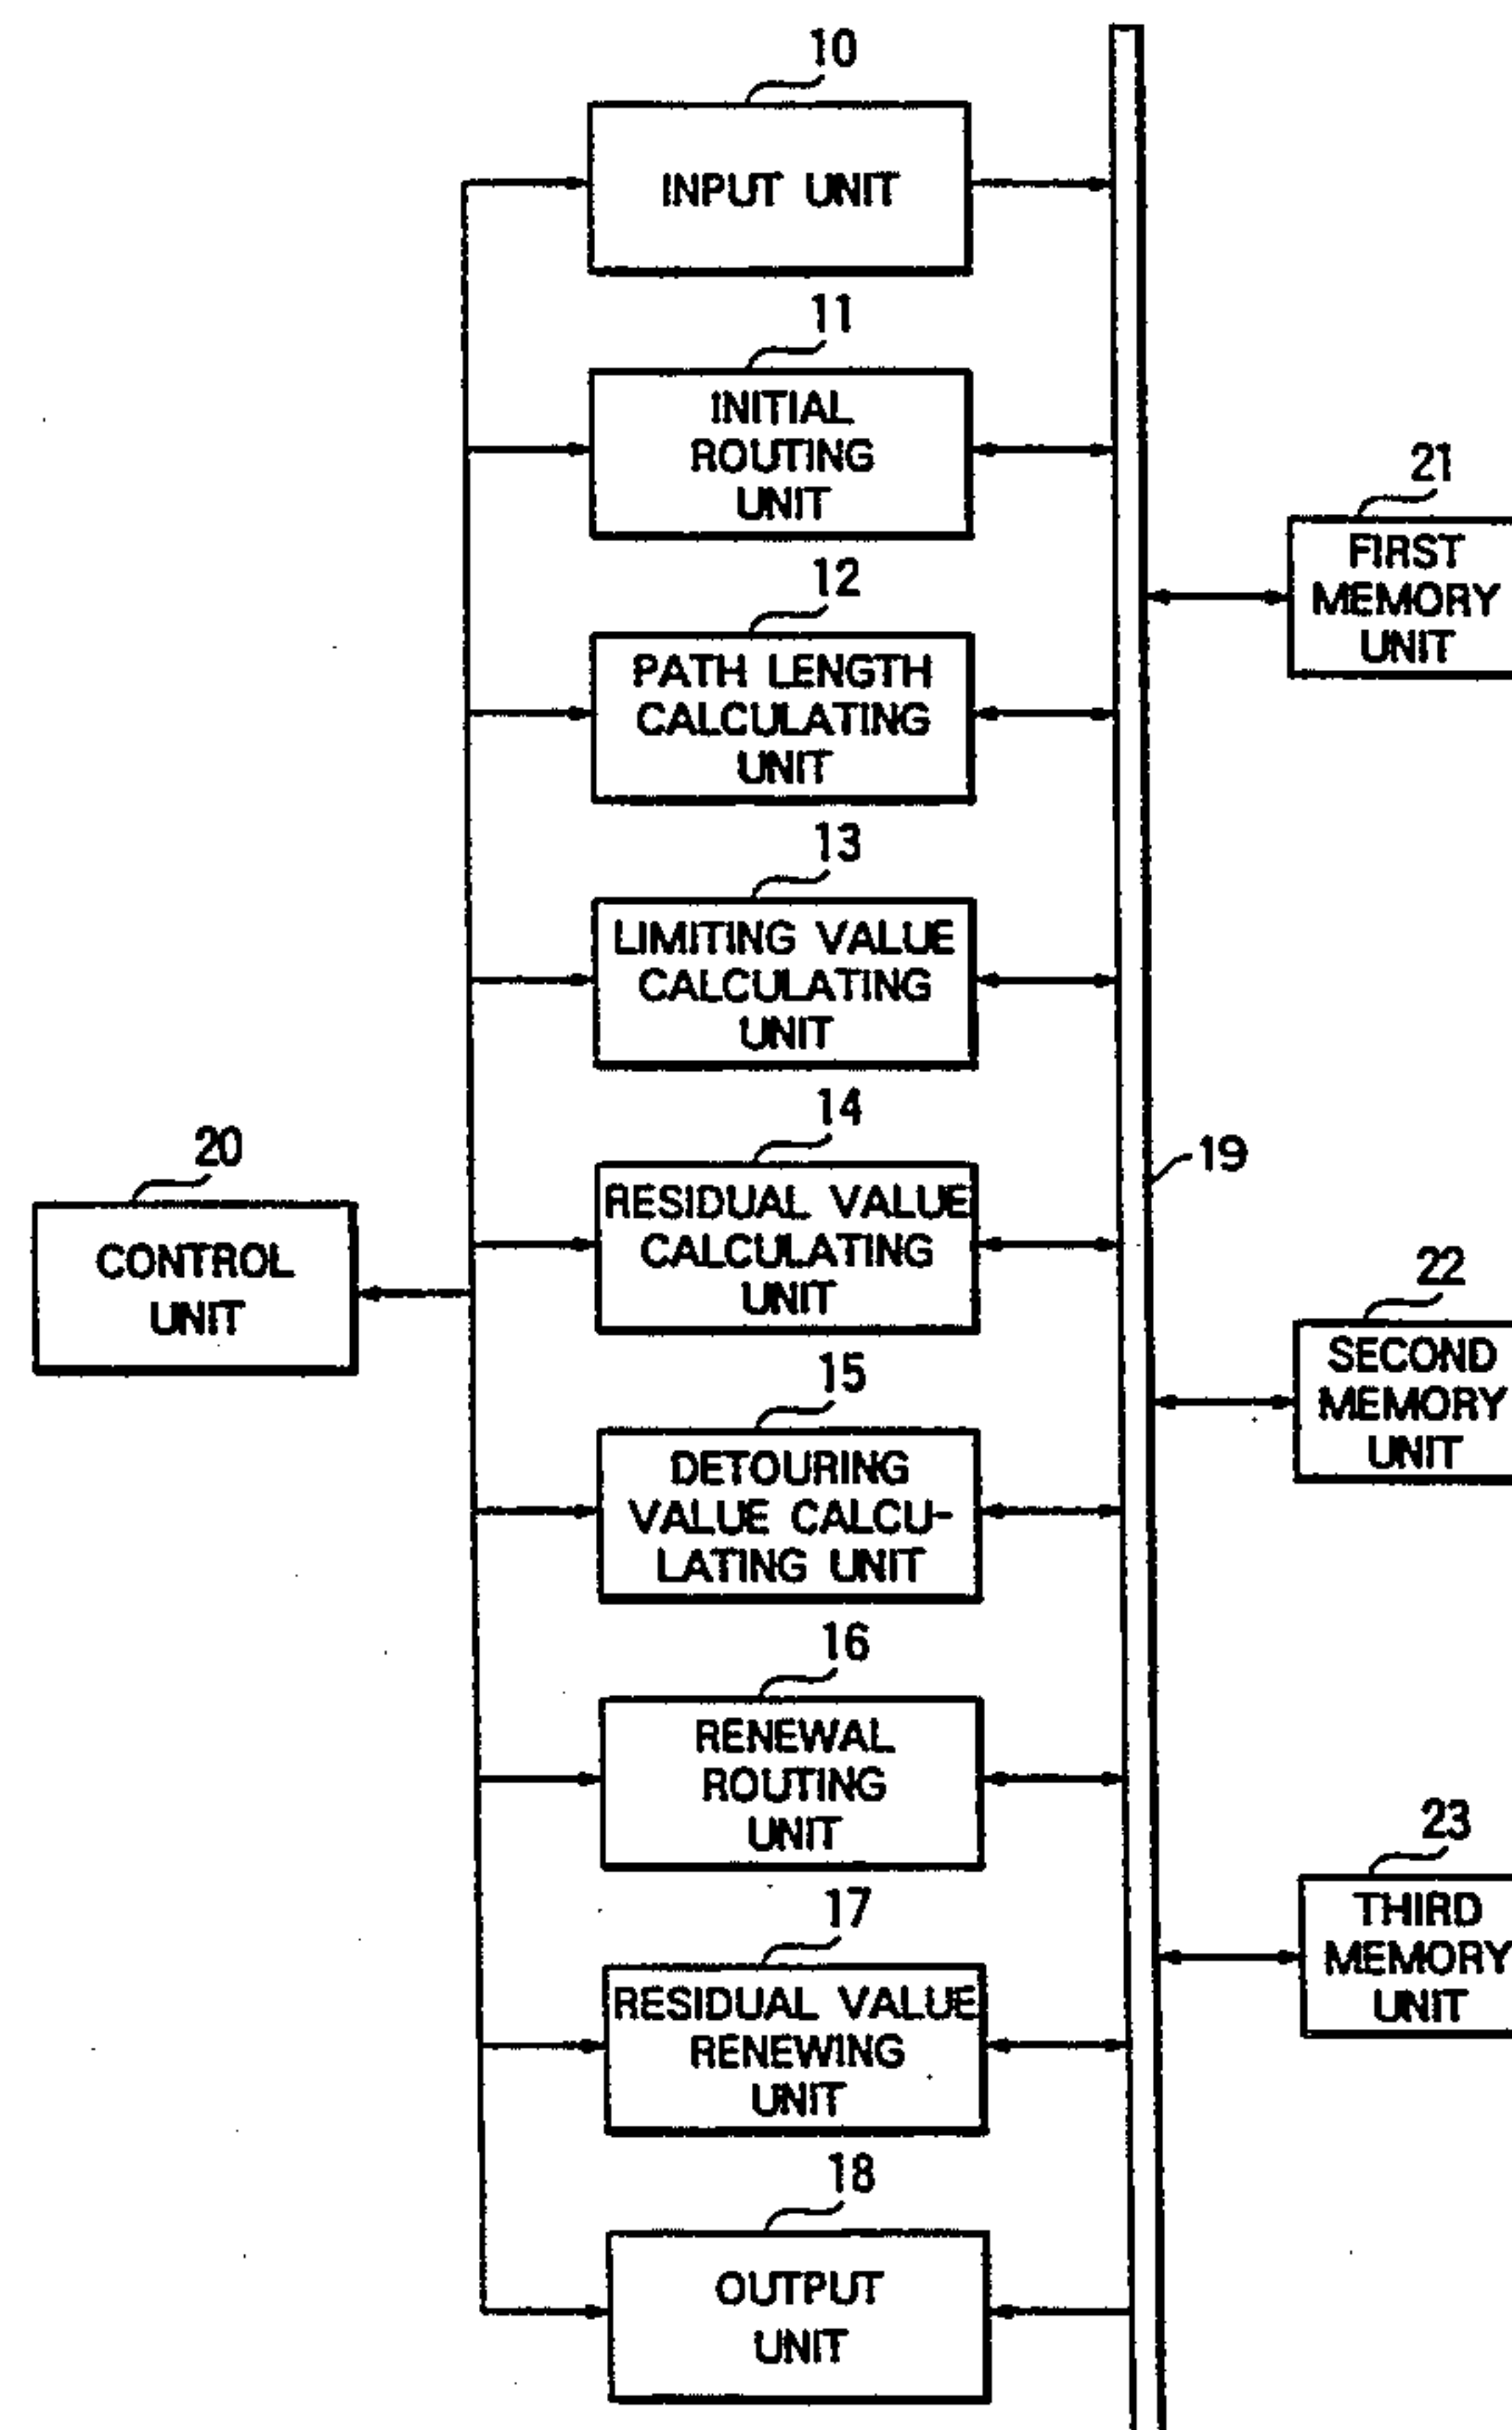 10
INPUT UNIT
11
INITIAL
ROUTING
UNIT
12
PATH LENGTH
CALCULATING
UNIT
13
LIMITING VALUE
CALCULATING
UNIT
14
RESIDUAL VALUE
CALCULATING
UNIT
15
DETOURING
VALUE CALCU-
LATING UNIT
16
RENEWAL
ROUTING
UNIT
17
RESIDUAL VALUE
RENEWING
UNIT
18
OUTPUT
UNIT
20
CONTROL
UNIT
19
21
FIRST
MEMORY
UNIT
22
SECOND
MEMORY
UNIT
23
THIRD
MEMORY
UNIT